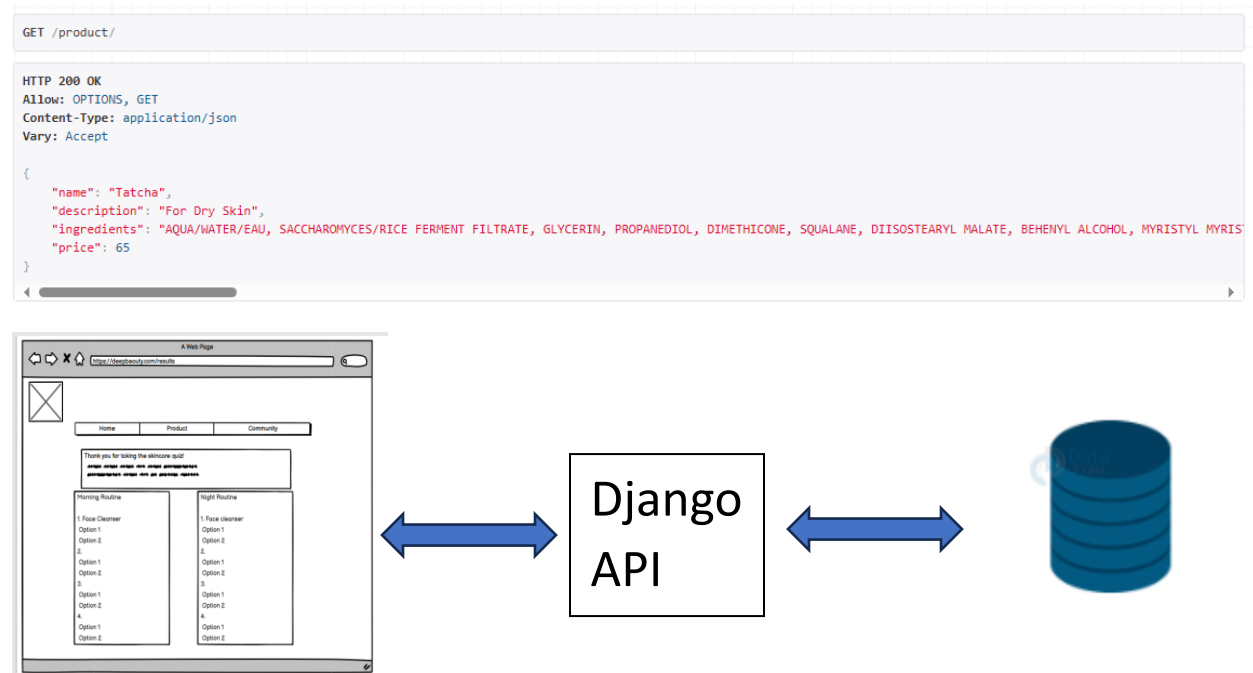 GET /product/
HTTP 200 OK
Allow: OPTIONS, GET
Content-Type: application/json
Vary: Accept
{
"name": "Tatcha",
"description": "For Dry Skin",
"ingredients": "AQUA/WATER/EAU, SACCHAROMYCES/RICE FERMENT FILTRATE, GLYCERIN, PROPANEDIOL, DIMETHICONE, SQUALANE, DIISOSTEARYL MALATE, BEHENYL ALCOHOL, MYRISTYL MYRIS
"price": 65
}
A Web Page
https://deepbeauty.com/results
Home Product Community
Thank you for taking the skincare quiz!
Morning Routine
1. Face Cleanser
Option 1
Option 2
2.
Option 1
Option 2
3.
Option 1
Option 2
4.
Option 1
Option 2
Night Routine
1. Face cleanser
Option 1
Option 2
2.
Option 1
Option 2
3.
Option 1
Option 2
4.
Option 1
Option 2
Django
API